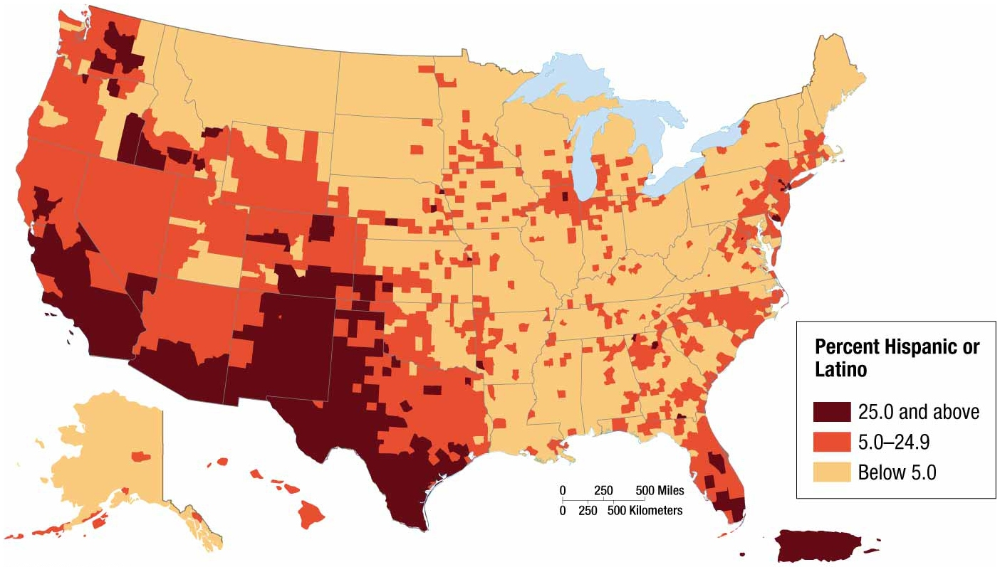 Percent Hispanic or
Latino
25.0 and above
5.0–24.9
Below 5.0
0 250 500 Miles
0 250 500 Kilometers